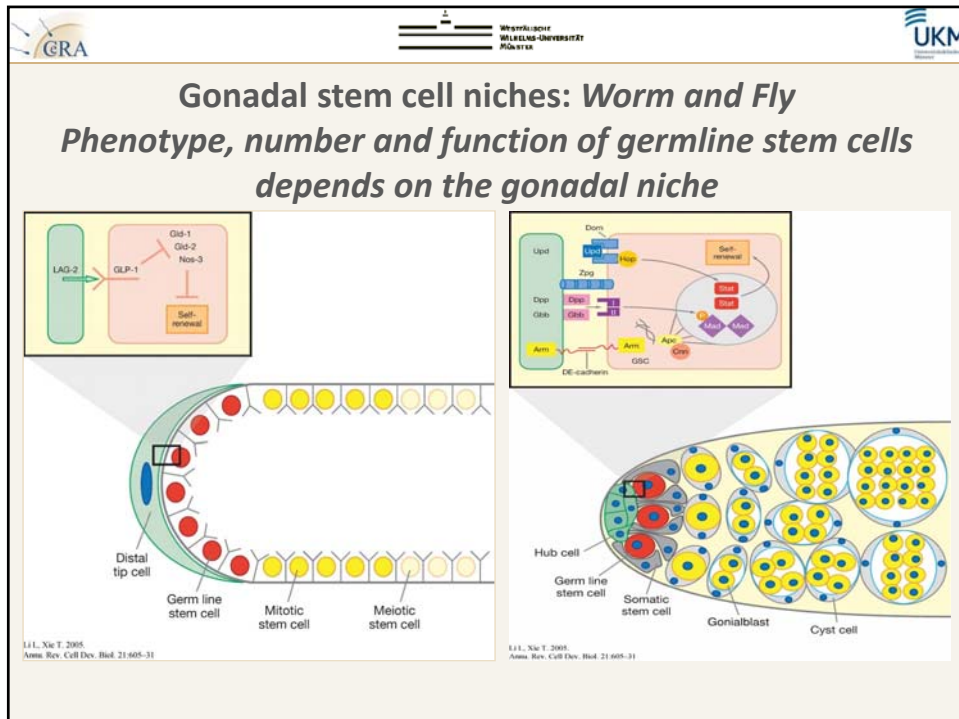 CeRA
WESTFÄLISCHE
WILHELMS-UNIVERSITÄT
MÜNSTER
UKM
Gonadal stem cell niches: Worm and Fly
Phenotype, number and function of germline stem cells
depends on the gonadal niche
Gld-1
Gld-2
Nos-3
LAG-2
GLP-1
Self-
renewal
Distal
tip cell
Germ line
stem cell
Mitotic
stem cell
Meiotic
stem cell
Li L, Xie T. 2005.
Annu. Rev. Cell Dev. Biol. 21:605–31
Dom
Upd
Upd
Hop
Self-
renewal
Zpg
Stat
Stat
Dpp
Dpp
I
Gbb
Gbb
II
P
Mad
Med
Arm
Arm
Apc
Cnn
GSC
DE-cadherin
Hub cell
Germ line
stem cell
Somatic
stem cell
Gonialblast
Cyst cell
Li L, Xie T. 2005.
Annu. Rev. Cell Dev. Biol. 21:605–31